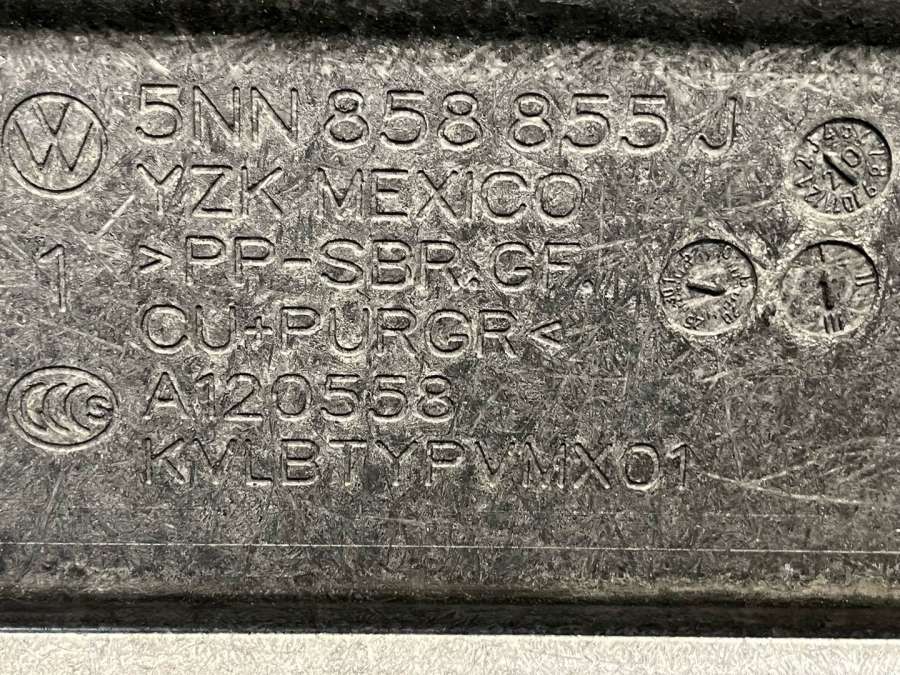 5NN 858 855 J
YZK MEXICO
1
>PP-SBR.GF.
CU+PURGR<
A120558
KVLBTYPVMX01